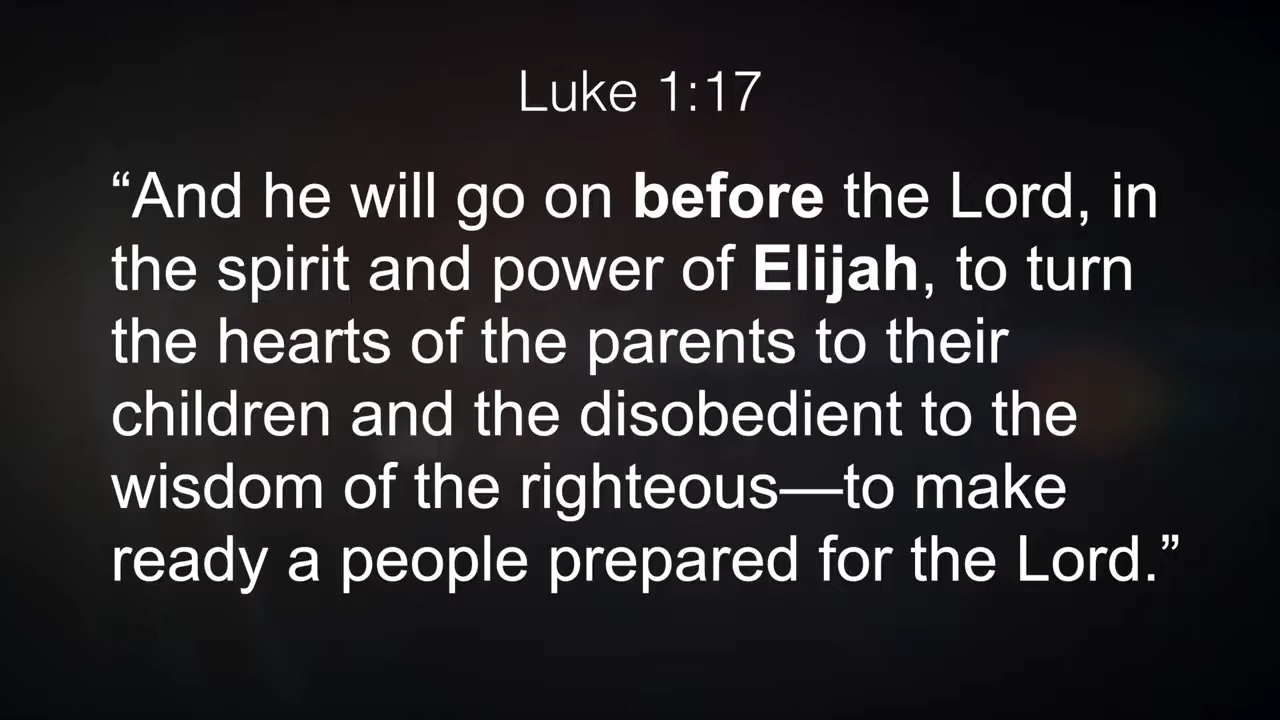 Luke 1:17
“And he will go on before the Lord, in
the spirit and power of Elijah, to turn
the hearts of the parents to their
children and the disobedient to the
wisdom of the righteous—to make
ready a people prepared for the Lord.”